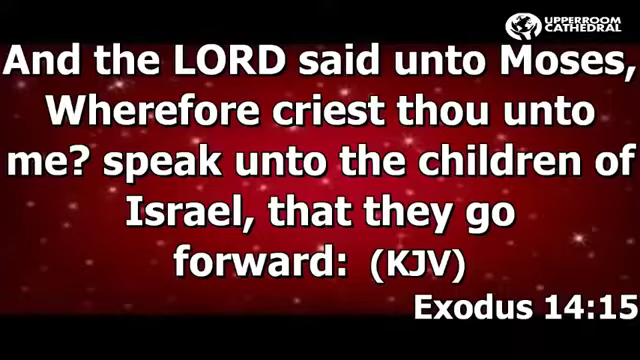 UPPERROOM
CATHEDRAL
And the LORD said unto Moses,
Wherefore criest thou unto
me? speak unto the children of
Israel, that they go
forward: (KJV)
Exodus 14:15